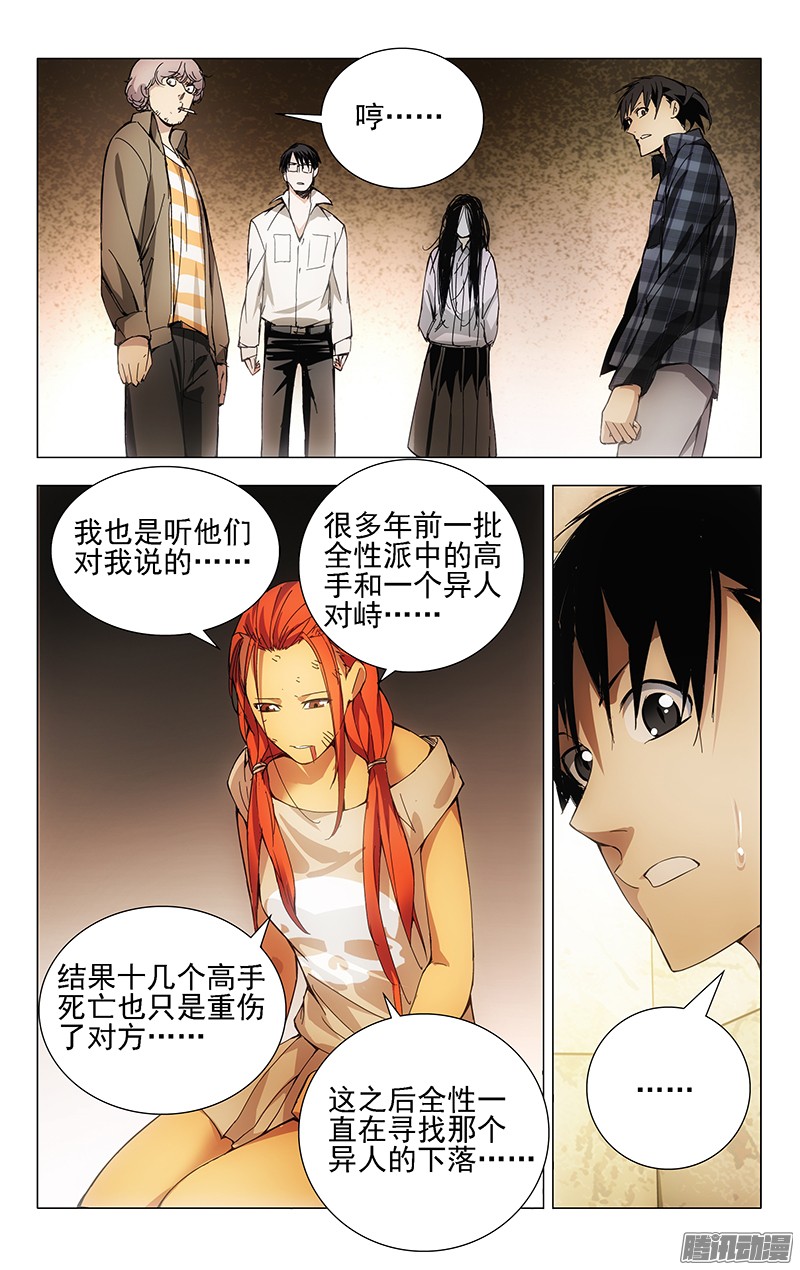 哼……
我也是听他们
对我说的……
很多年前一批
全性派中的高
手和一个异人
对峙……
结果十几个高手
死亡也只是重伤
了对方……
这之后全性一
直在寻找那个
异人的下落……
……
腾讯动漫